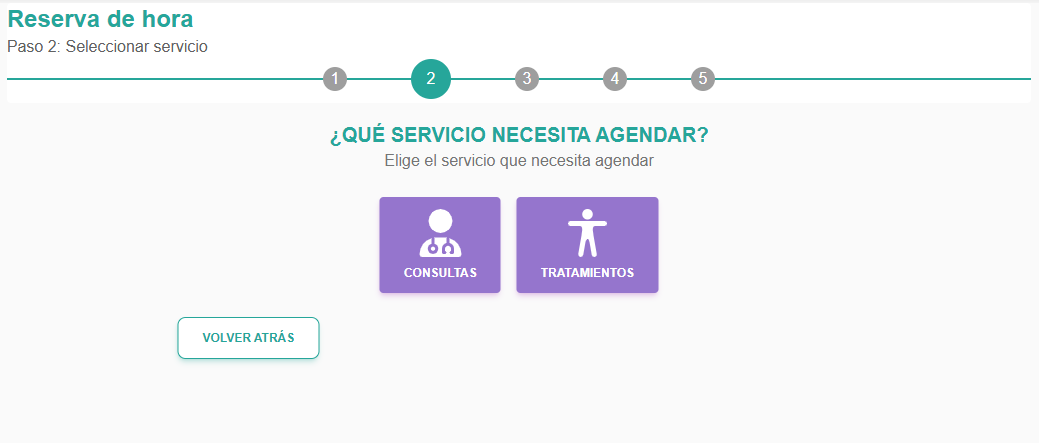 Reserva de hora
Paso 2: Seleccionar servicio
1 2 3 4 5
¿QUÉ SERVICIO NECESITA AGENDAR?
Elige el servicio que necesita agendar
CONSULTAS TRATAMIENTOS
VOLVER ATRÁS